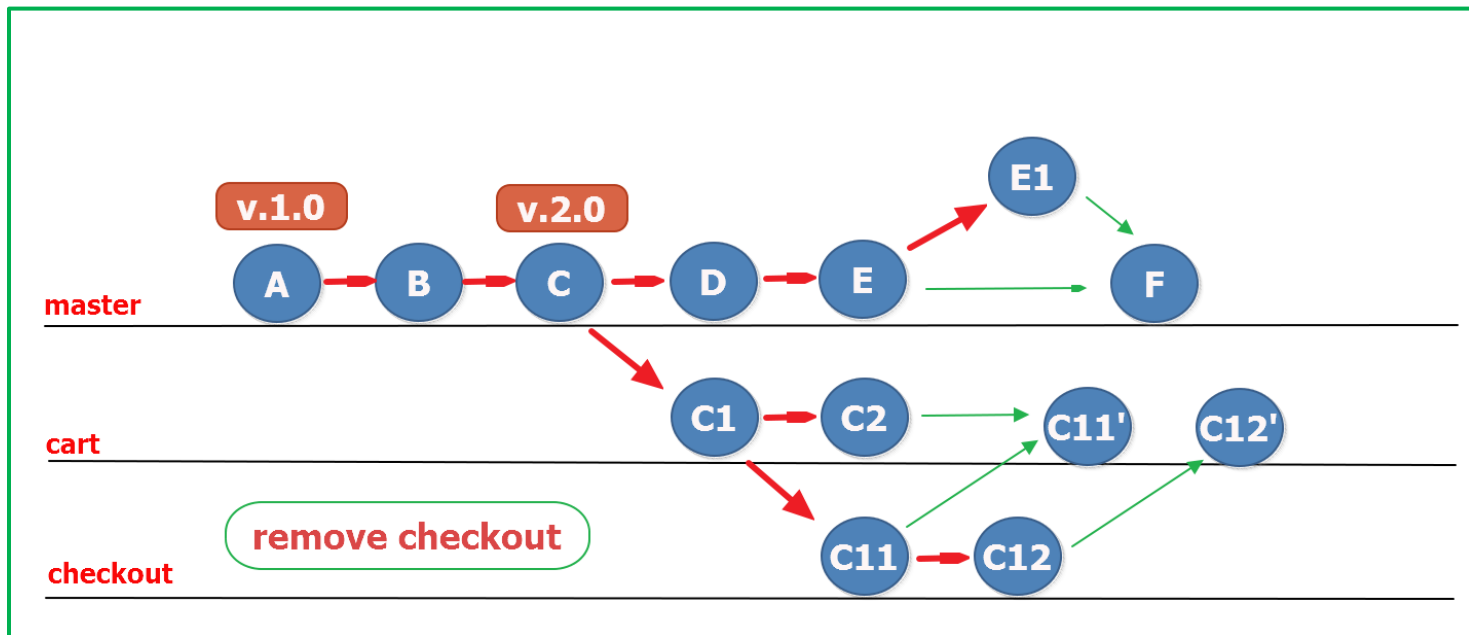 E1
v.1.0
v.2.0
A
B
C
D
E
F
master
C1
C2
C11'
C12'
cart
remove checkout
C11
C12
checkout